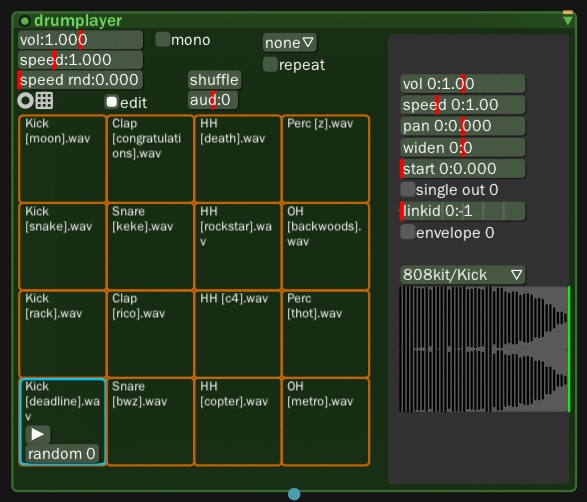 drumplayer
vol:1.000
mono
none
speed:1.000
repeat
speed rnd:0.000
shuffle
edit
aud:0
Kick
[moon].wav
Clap
[congratulati
ons].wav
HH
[death].wav
Perc [z].wav
Kick
[snake].wav
Snare
[keke].wav
HH
[rockstar].wa
v
OH
[backwoods].
wav
Kick
[rack].wav
Clap
[rico].wav
HH [c4].wav
Perc
[thot].wav
Kick
[deadline].wa
v
random 0
Snare
[bwz].wav
HH
[copter].wav
OH
[metro].wav
vol 0:1.00
speed 0:1.00
pan 0:0.000
widen 0:0
start 0:0.000
single out 0
linkid 0:-1
envelope 0
808kit/Kick